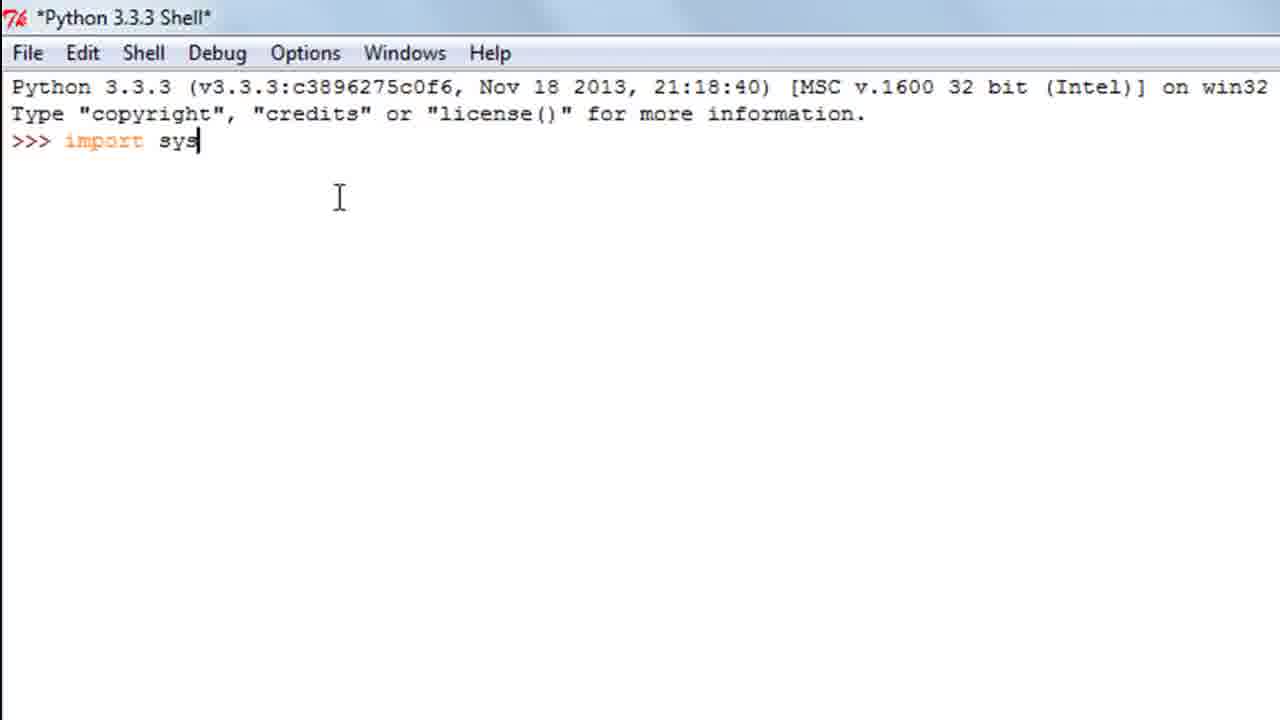 *Python 3.3.3 Shell*
File Edit Shell Debug Options Windows Help
Python 3.3.3 (v3.3.3:c3896275c0f6, Nov 18 2013, 21:18:40) [MSC v.1600 32 bit (Intel)] on win32
Type "copyright", "credits" or "license()" for more information.
>>> import sys